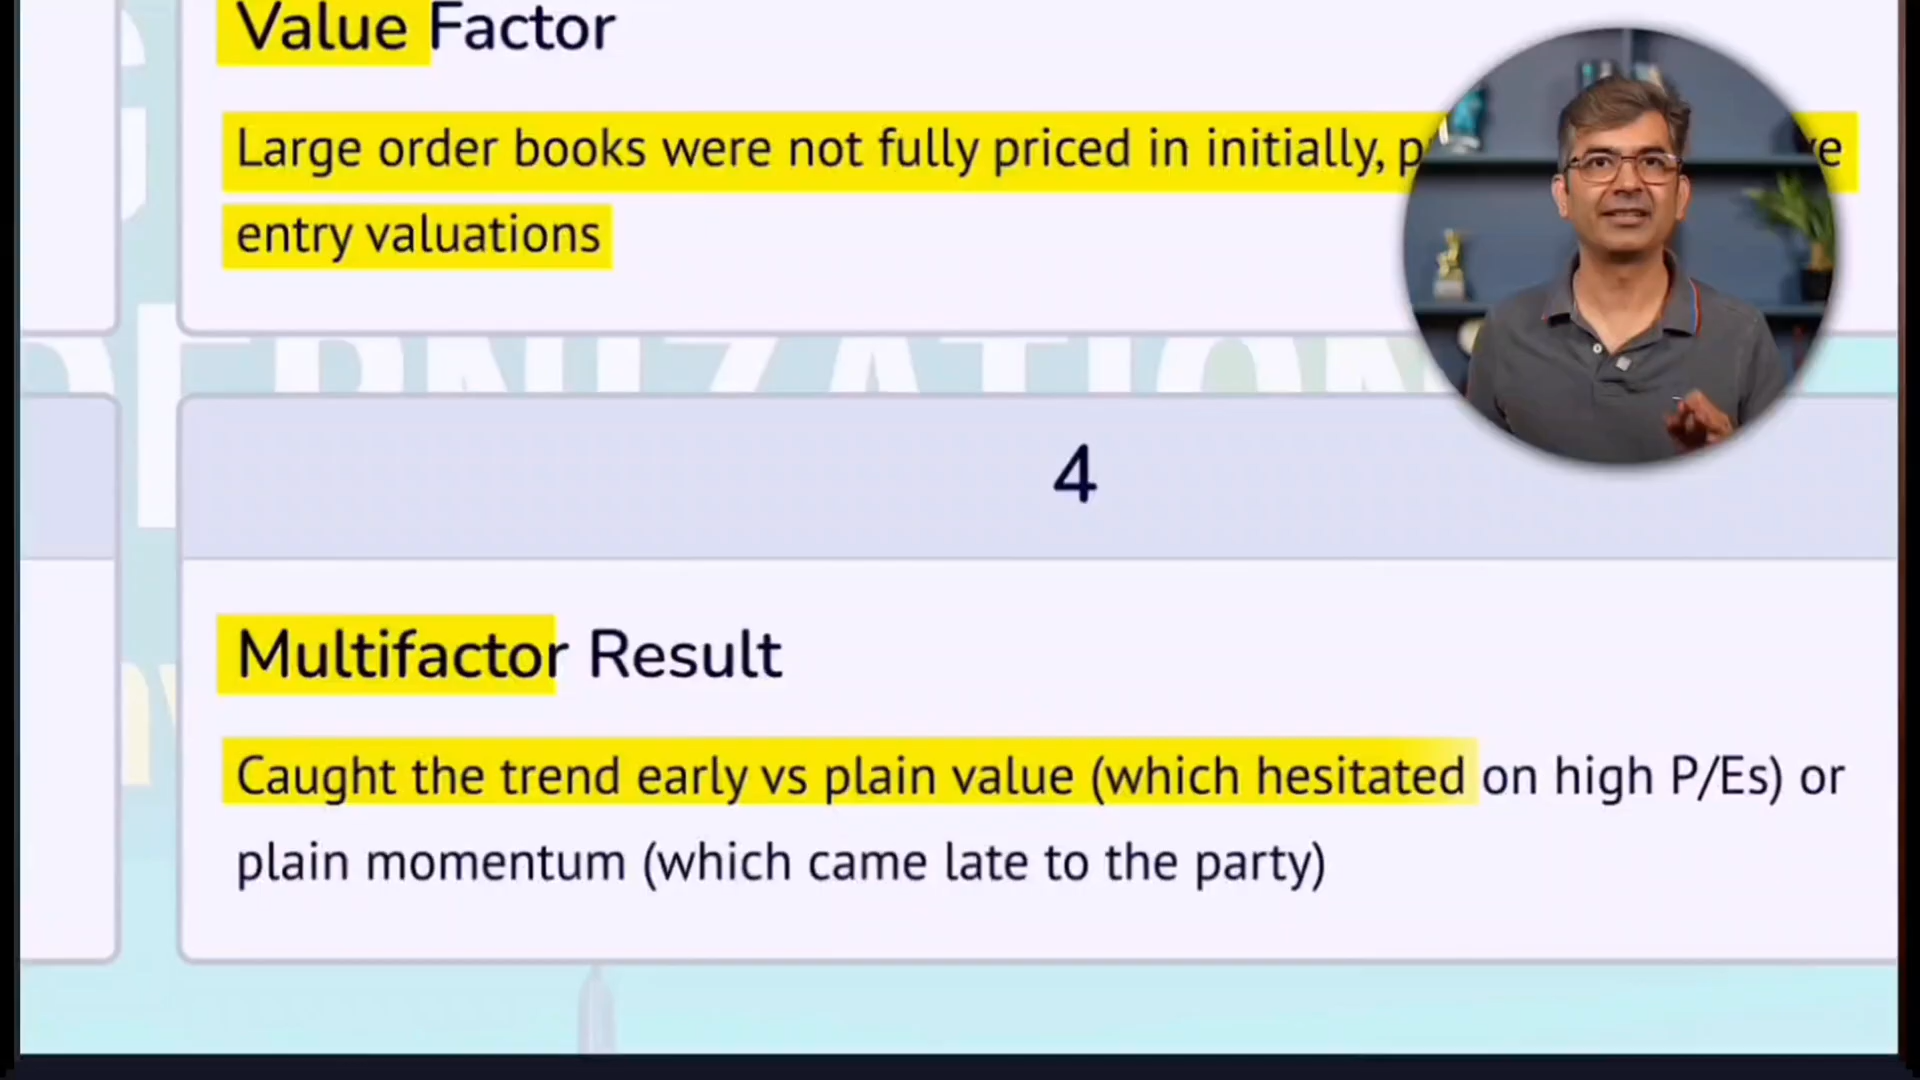 Value Factor
Large order books were not fully priced in initially,
entry valuations
4
Multifactor Result
Caught the trend early vs plain value (which hesitated on high P/Es) or
plain momentum (which came late to the party)